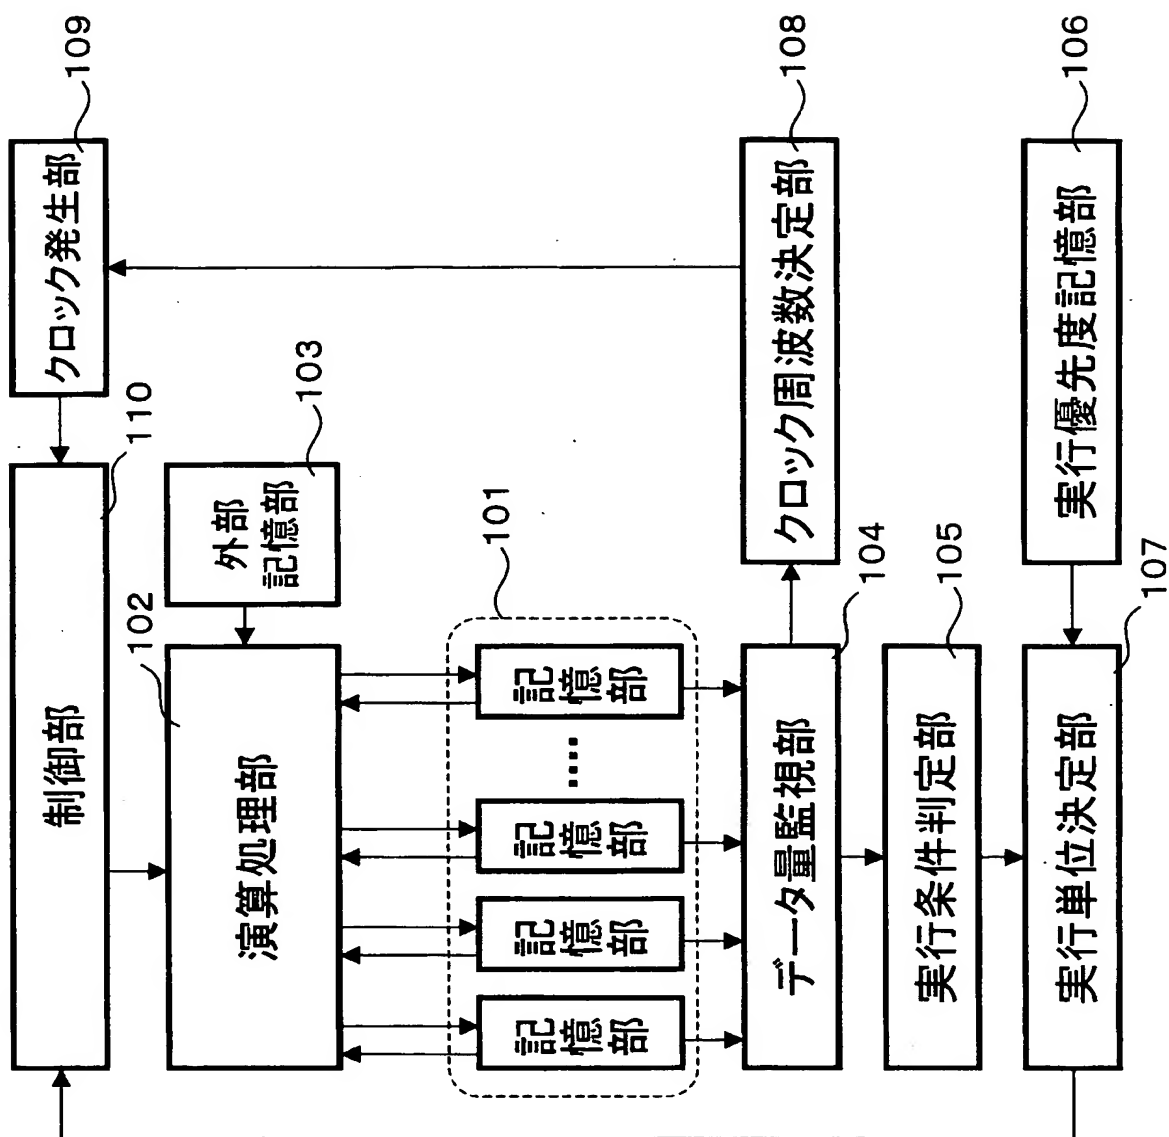 制御部
110
クロック発生部
109
演算処理部
102
外部
記憶部
103
101
記憶部
記憶部
記憶部
....
記憶部
データ量監視部
104
クロック周波数決定部
108
実行条件判定部
105
実行単位決定部
107
実行優先度記憶部
106